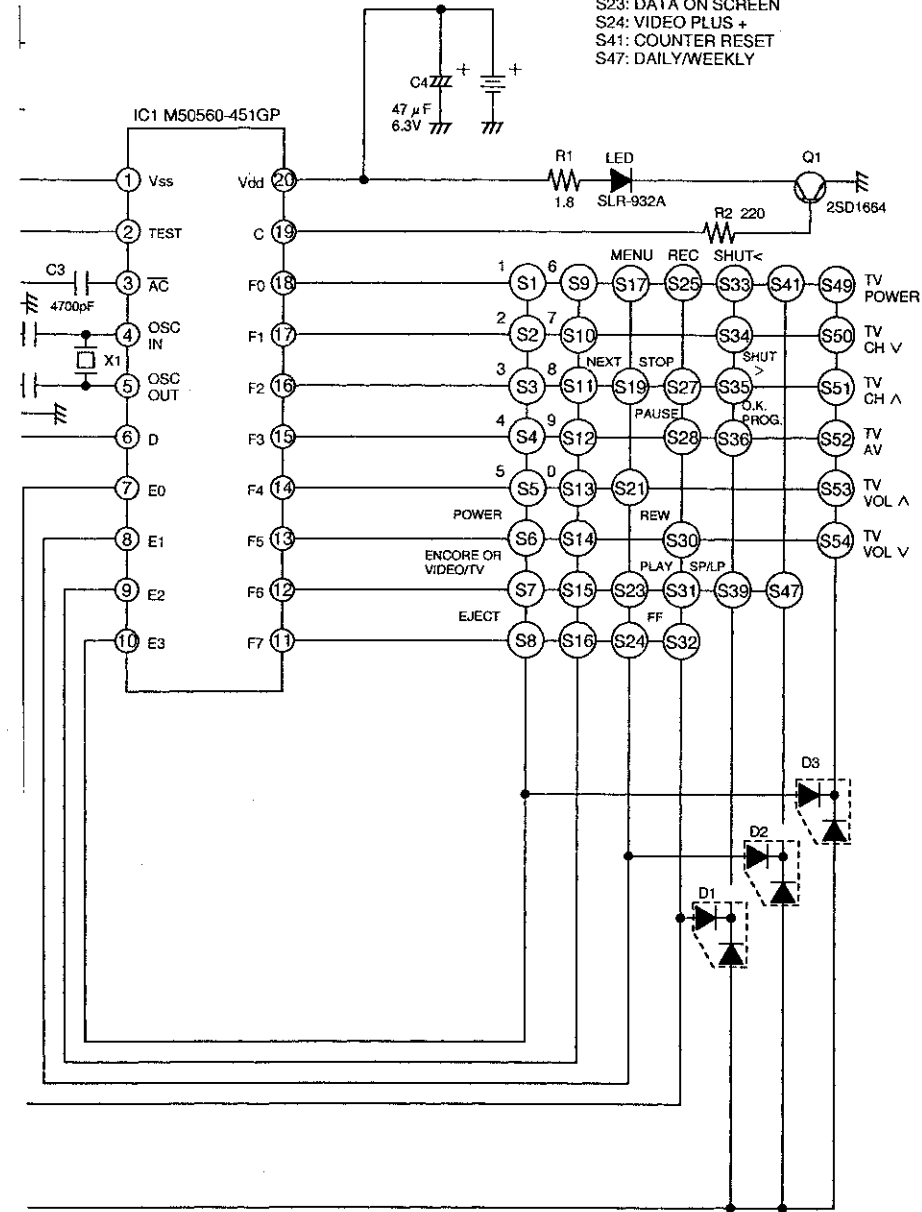 S23: DATA ON SCREEN
S24: VIDEO PLUS +
S41: COUNTER RESET
S47: DAILY/WEEKLY
C4
+
+
47 μF
6.3V
IC1 M50560-451GP
R1
LED
Q1
1.8
SLR-932A
2SD1664
R2 220
1 Vss
Vdd 20
2 TEST
C 19
C3
4700pF
3 AC
F0 18
4 OSC IN
F1 17
X1
5 OSC OUT
F2 16
6 D
F3 15
7 E0
F4 14
8 E1
F5 13
9 E2
F6 12
10 E3
F7 11
MENU REC SHUT<
1 S1 6 S9 S17 S25 S33 S41 S49 TV POWER
2 S2 7 S10 S34 S50 TV CH ∨
NEXT STOP SHUT >
3 S3 8 S11 S19 S27 S35 S51 TV CH ∧
PAUSE O.K. PROG.
4 S4 9 S12 S28 S36 S52 TV AV
5 S5 0 S13 S21 S53 TV VOL ∧
POWER REW
S6 S14 S30 S54 TV VOL ∨
ENCORE OR VIDEO/TV PLAY SP/LP
S7 S15 S23 S31 S39 S47
EJECT FF
S8 S16 S24 S32
D3
D2
D1